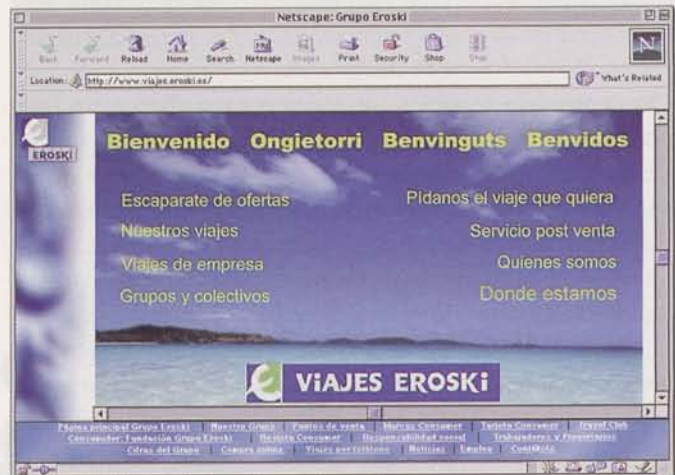 Netscape: Grupo Eroski
Back Forward Reload Home Search Netscape Images Print Security Shop Stop
N
Location: http://www.viajes.eroski.es/ What's Related
EROSKI
Bienvenido Ongietorri Benvinguts Benvidos
Escaparate de ofertas Pídanos el viaje que quiera
Nuestros viajes Servicio post venta
Viajes de empresa Quienes somos
Grupos y colectivos Donde estamos
ViAJES EROSKi
Página principal Grupo Eroski | Nuestro Grupo | Puntos de venta | Marcas Consumer | Tarjeta Consumer | Travel Club
Consumidor: Fundación Grupo Eroski | Revista Consumer | Responsabilidad social | Trabajadores y Propietarios
Cifras del Grupo | Compra online | Viajes por teléfono | Noticias | Empleo |